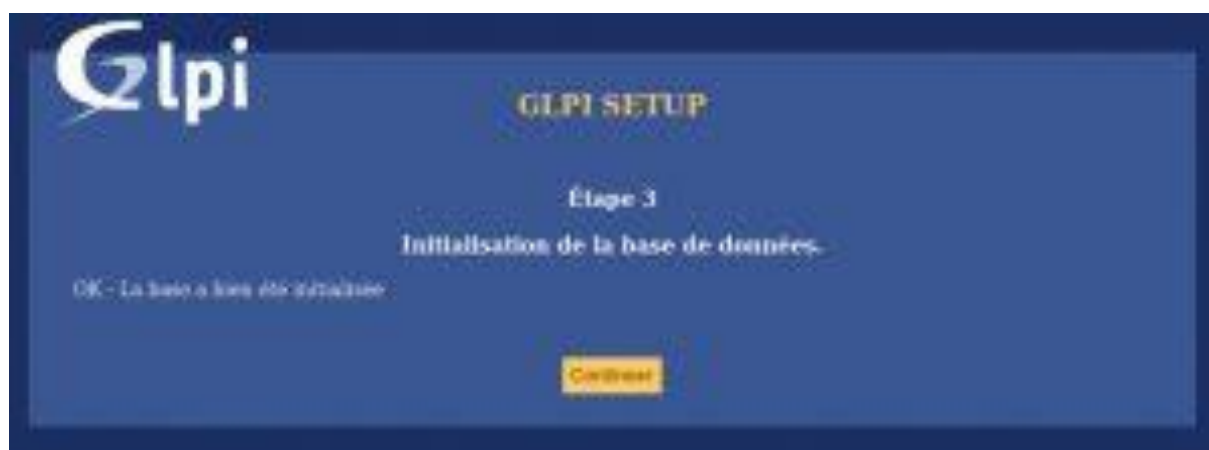 Glpi
GLPI SETUP
Étape 3
Initialisation de la base de données.
OK - La base a bien été initialisée
Continuer